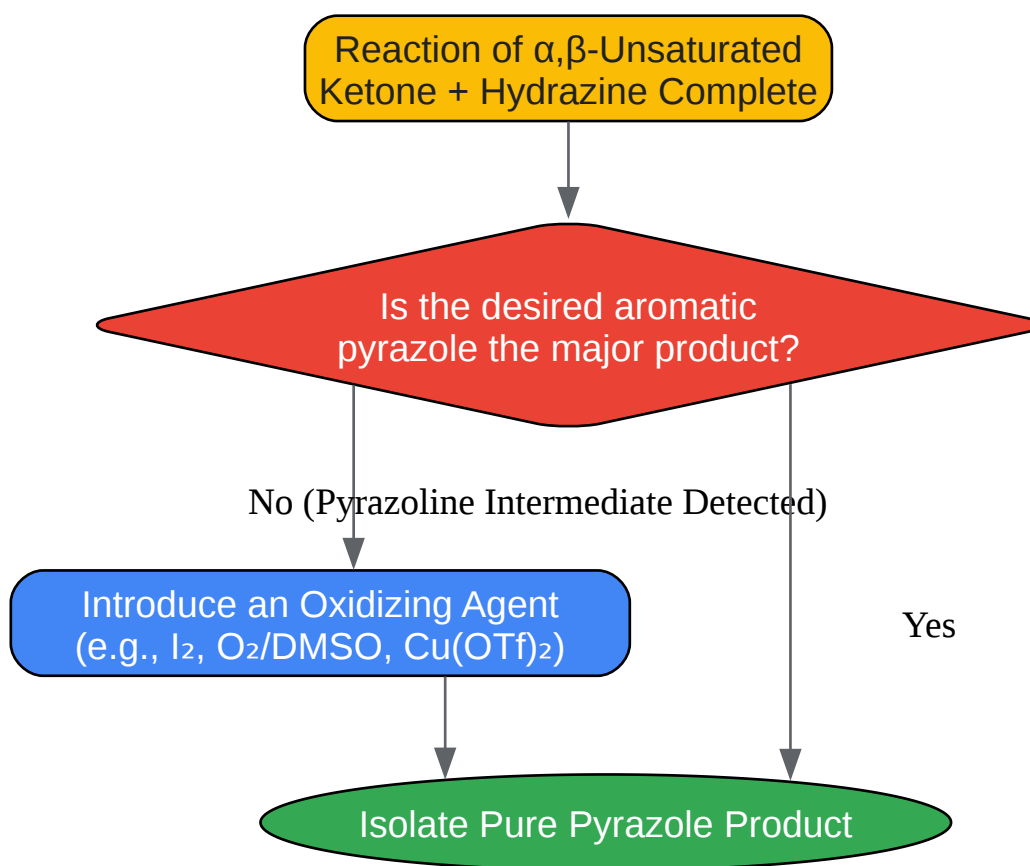 Reaction of α,β-Unsaturated
Ketone + Hydrazine Complete
Is the desired aromatic
pyrazole the major product?
No (Pyrazoline Intermediate Detected)
Introduce an Oxidizing Agent
(e.g., I₂, O₂/DMSO, Cu(OTf)₂)
Yes
Isolate Pure Pyrazole Product